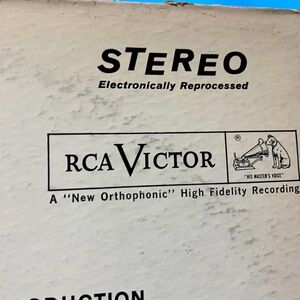 STEREO
Electronically Reprocessed
RCA VICTOR
®
"HIS MASTER'S VOICE"
A "New Orthophonic" High Fidelity Recording